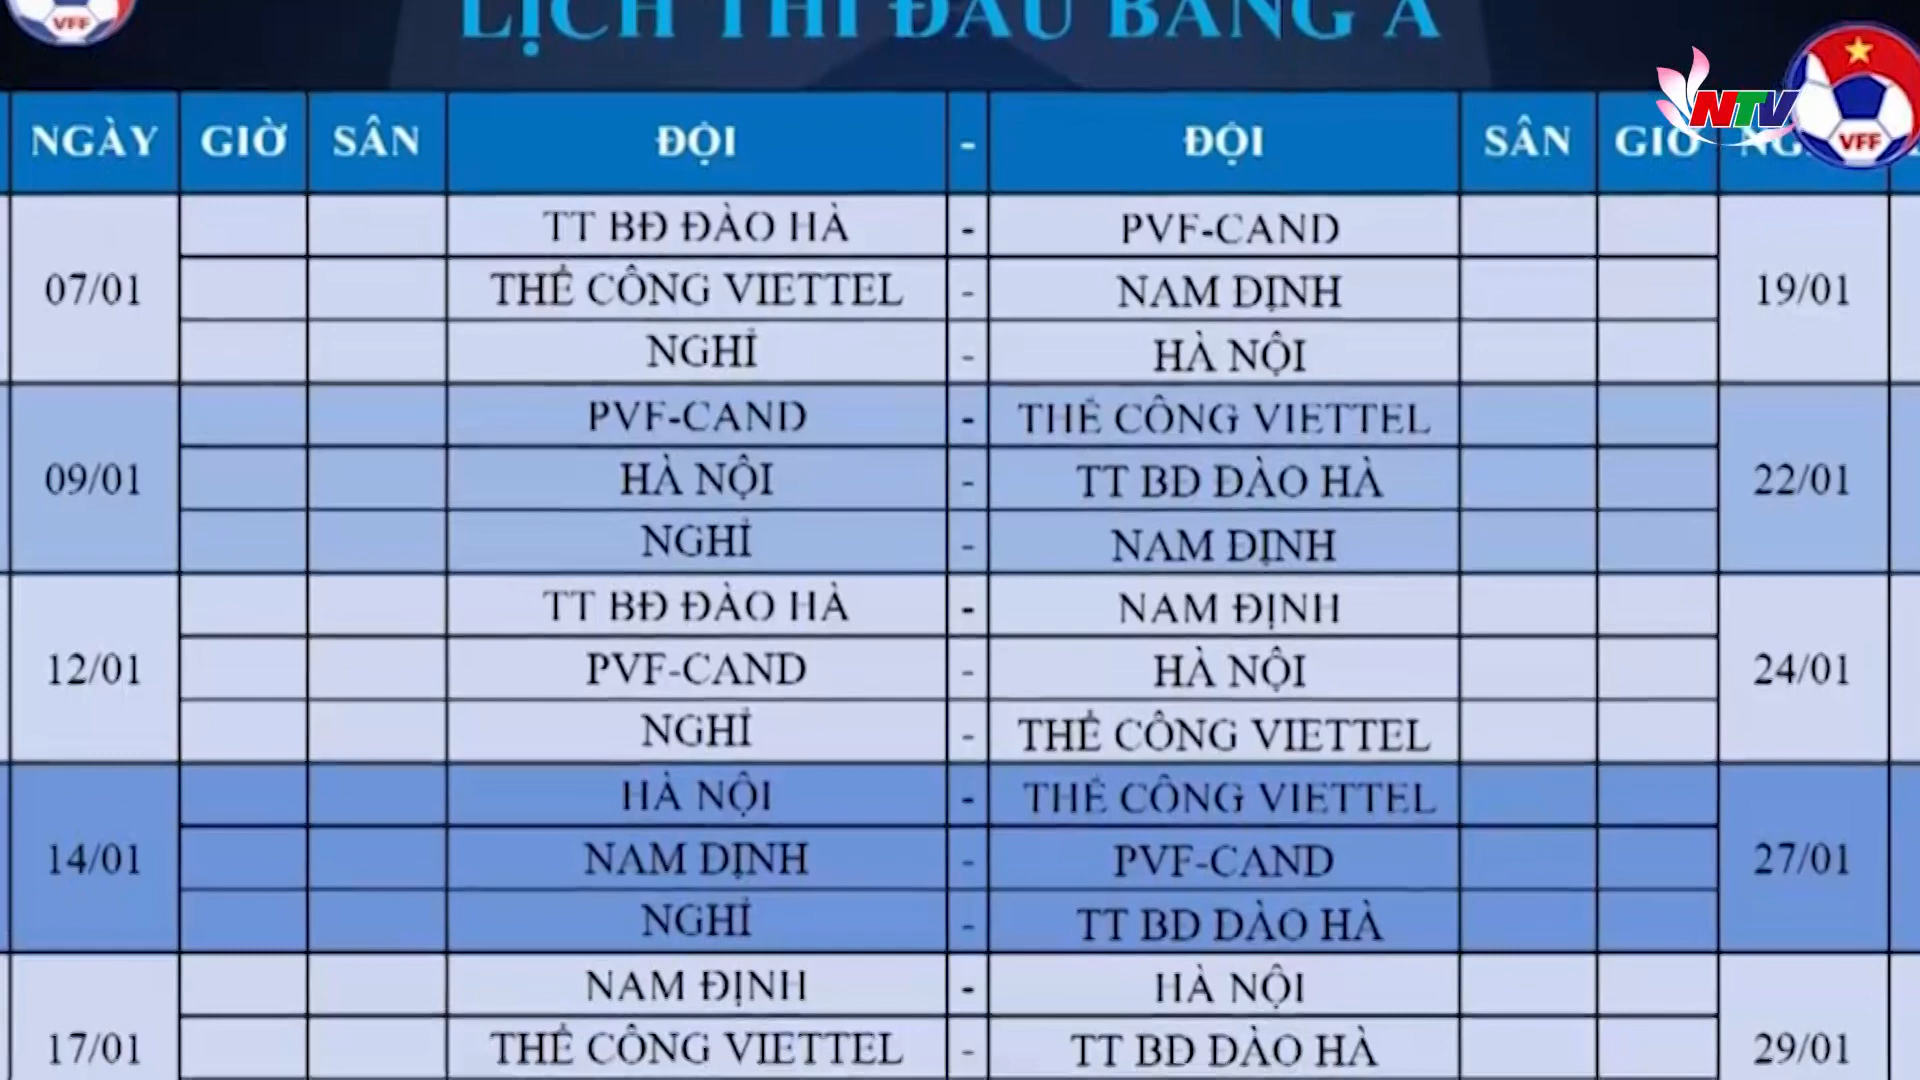 LỊCH THI ĐẤU BẢNG A
VFF
NTV
VFF
NGÀY GIỜ SÂN ĐỘI - ĐỘI SÂN GIỜ
TT BĐ ĐÀO HÀ - PVF-CAND
07/01 THỂ CÔNG VIETTEL - NAM ĐỊNH 19/01
NGHỈ - HÀ NỘI
PVF-CAND - THỂ CÔNG VIETTEL
09/01 HÀ NỘI - TT BĐ ĐÀO HÀ 22/01
NGHỈ - NAM ĐỊNH
TT BĐ ĐÀO HÀ - NAM ĐỊNH
12/01 PVF-CAND - HÀ NỘI 24/01
NGHỈ - THỂ CÔNG VIETTEL
HÀ NỘI - THỂ CÔNG VIETTEL
14/01 NAM ĐỊNH - PVF-CAND 27/01
NGHỈ - TT BĐ ĐÀO HÀ
NAM ĐỊNH - HÀ NỘI
17/01 THỂ CÔNG VIETTEL - TT BĐ ĐÀO HÀ 29/01